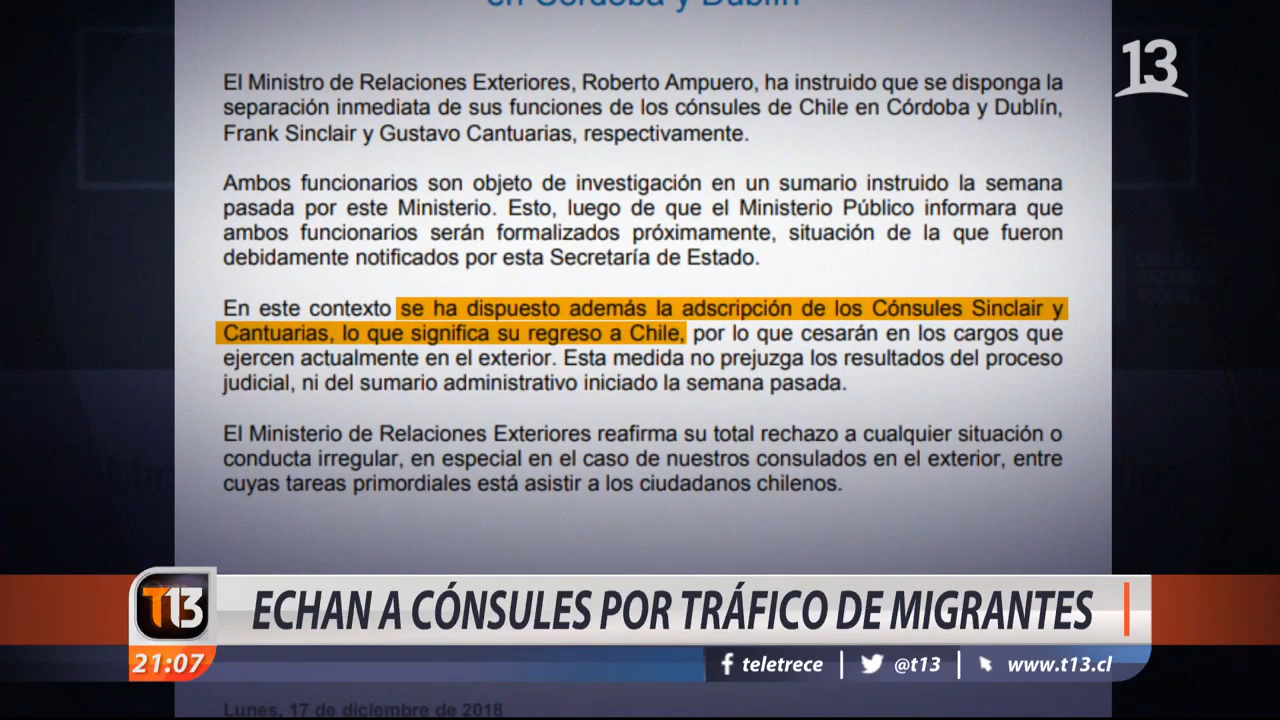 en Córdoba y Dublín
13
El Ministro de Relaciones Exteriores, Roberto Ampuero, ha instruido que se disponga la
separación inmediata de sus funciones de los cónsules de Chile en Córdoba y Dublín,
Frank Sinclair y Gustavo Cantuarias, respectivamente.
Ambos funcionarios son objeto de investigación en un sumario instruido la semana
pasada por este Ministerio. Esto, luego de que el Ministerio Público informara que
ambos funcionarios serán formalizados próximamente, situación de la que fueron
debidamente notificados por esta Secretaría de Estado.
En este contexto se ha dispuesto además la adscripción de los Cónsules Sinclair y
Cantuarias, lo que significa su regreso a Chile, por lo que cesarán en los cargos que
ejercen actualmente en el exterior. Esta medida no prejuzga los resultados del proceso
judicial, ni del sumario administrativo iniciado la semana pasada.
El Ministerio de Relaciones Exteriores reafirma su total rechazo a cualquier situación o
conducta irregular, en especial en el caso de nuestros consulados en el exterior, entre
cuyas tareas primordiales está asistir a los ciudadanos chilenos.
T13
ECHAN A CÓNSULES POR TRÁFICO DE MIGRANTES
21:07
teletrece
@t13
www.t13.cl
Lunes, 17 de diciembre de 2018